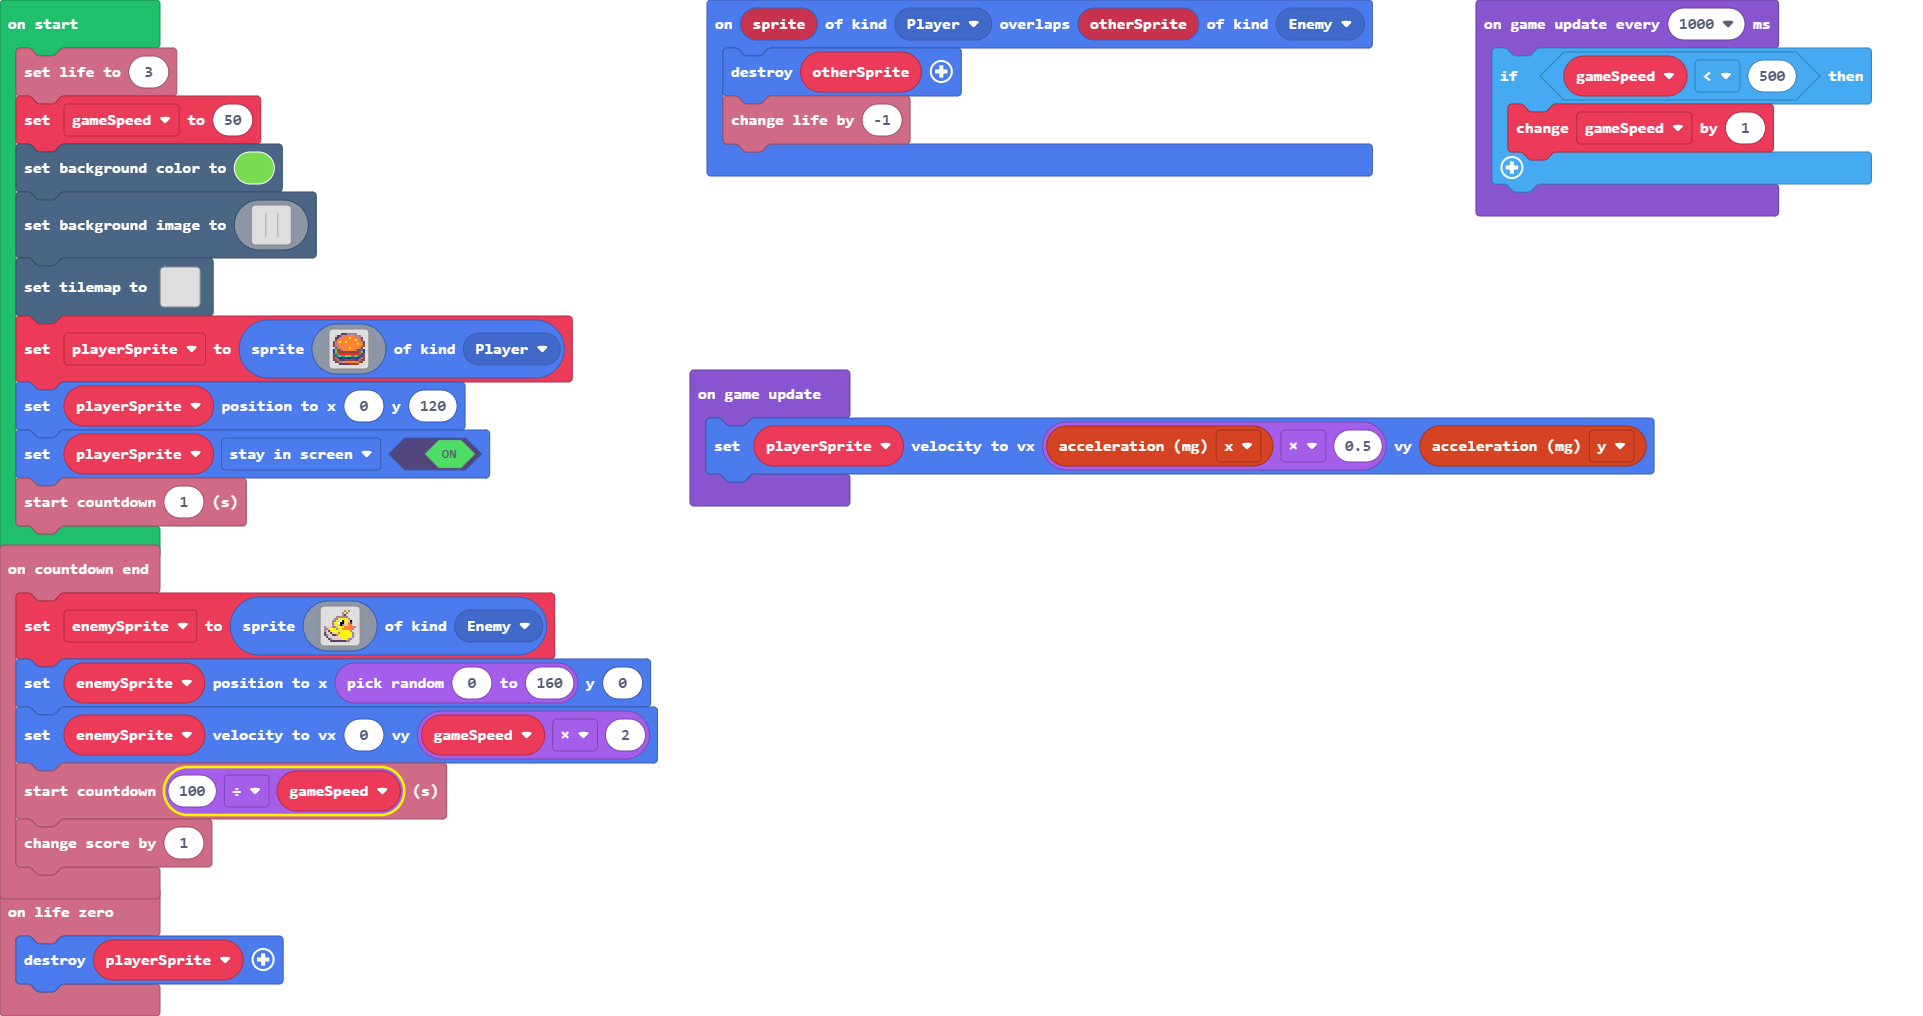 on start
set life to 3
set gameSpeed to 50
set background color to
set background image to
set tilemap to
set playerSprite to sprite of kind Player
set playerSprite position to x 0 y 120
set playerSprite stay in screen ON
start countdown 1 (s)
on countdown end
set enemySprite to sprite of kind Enemy
set enemySprite position to x pick random 0 to 160 y 0
set enemySprite velocity to vx 0 vy gameSpeed × 2
start countdown 100 ÷ gameSpeed (s)
change score by 1
on life zero
destroy playerSprite
on sprite of kind Player overlaps otherSprite of kind Enemy
destroy otherSprite
change life by -1
on game update
set playerSprite velocity to vx acceleration (mg) x × 0.5 vy acceleration (mg) y
on game update every 1000 ms
if gameSpeed < 500 then
change gameSpeed by 1